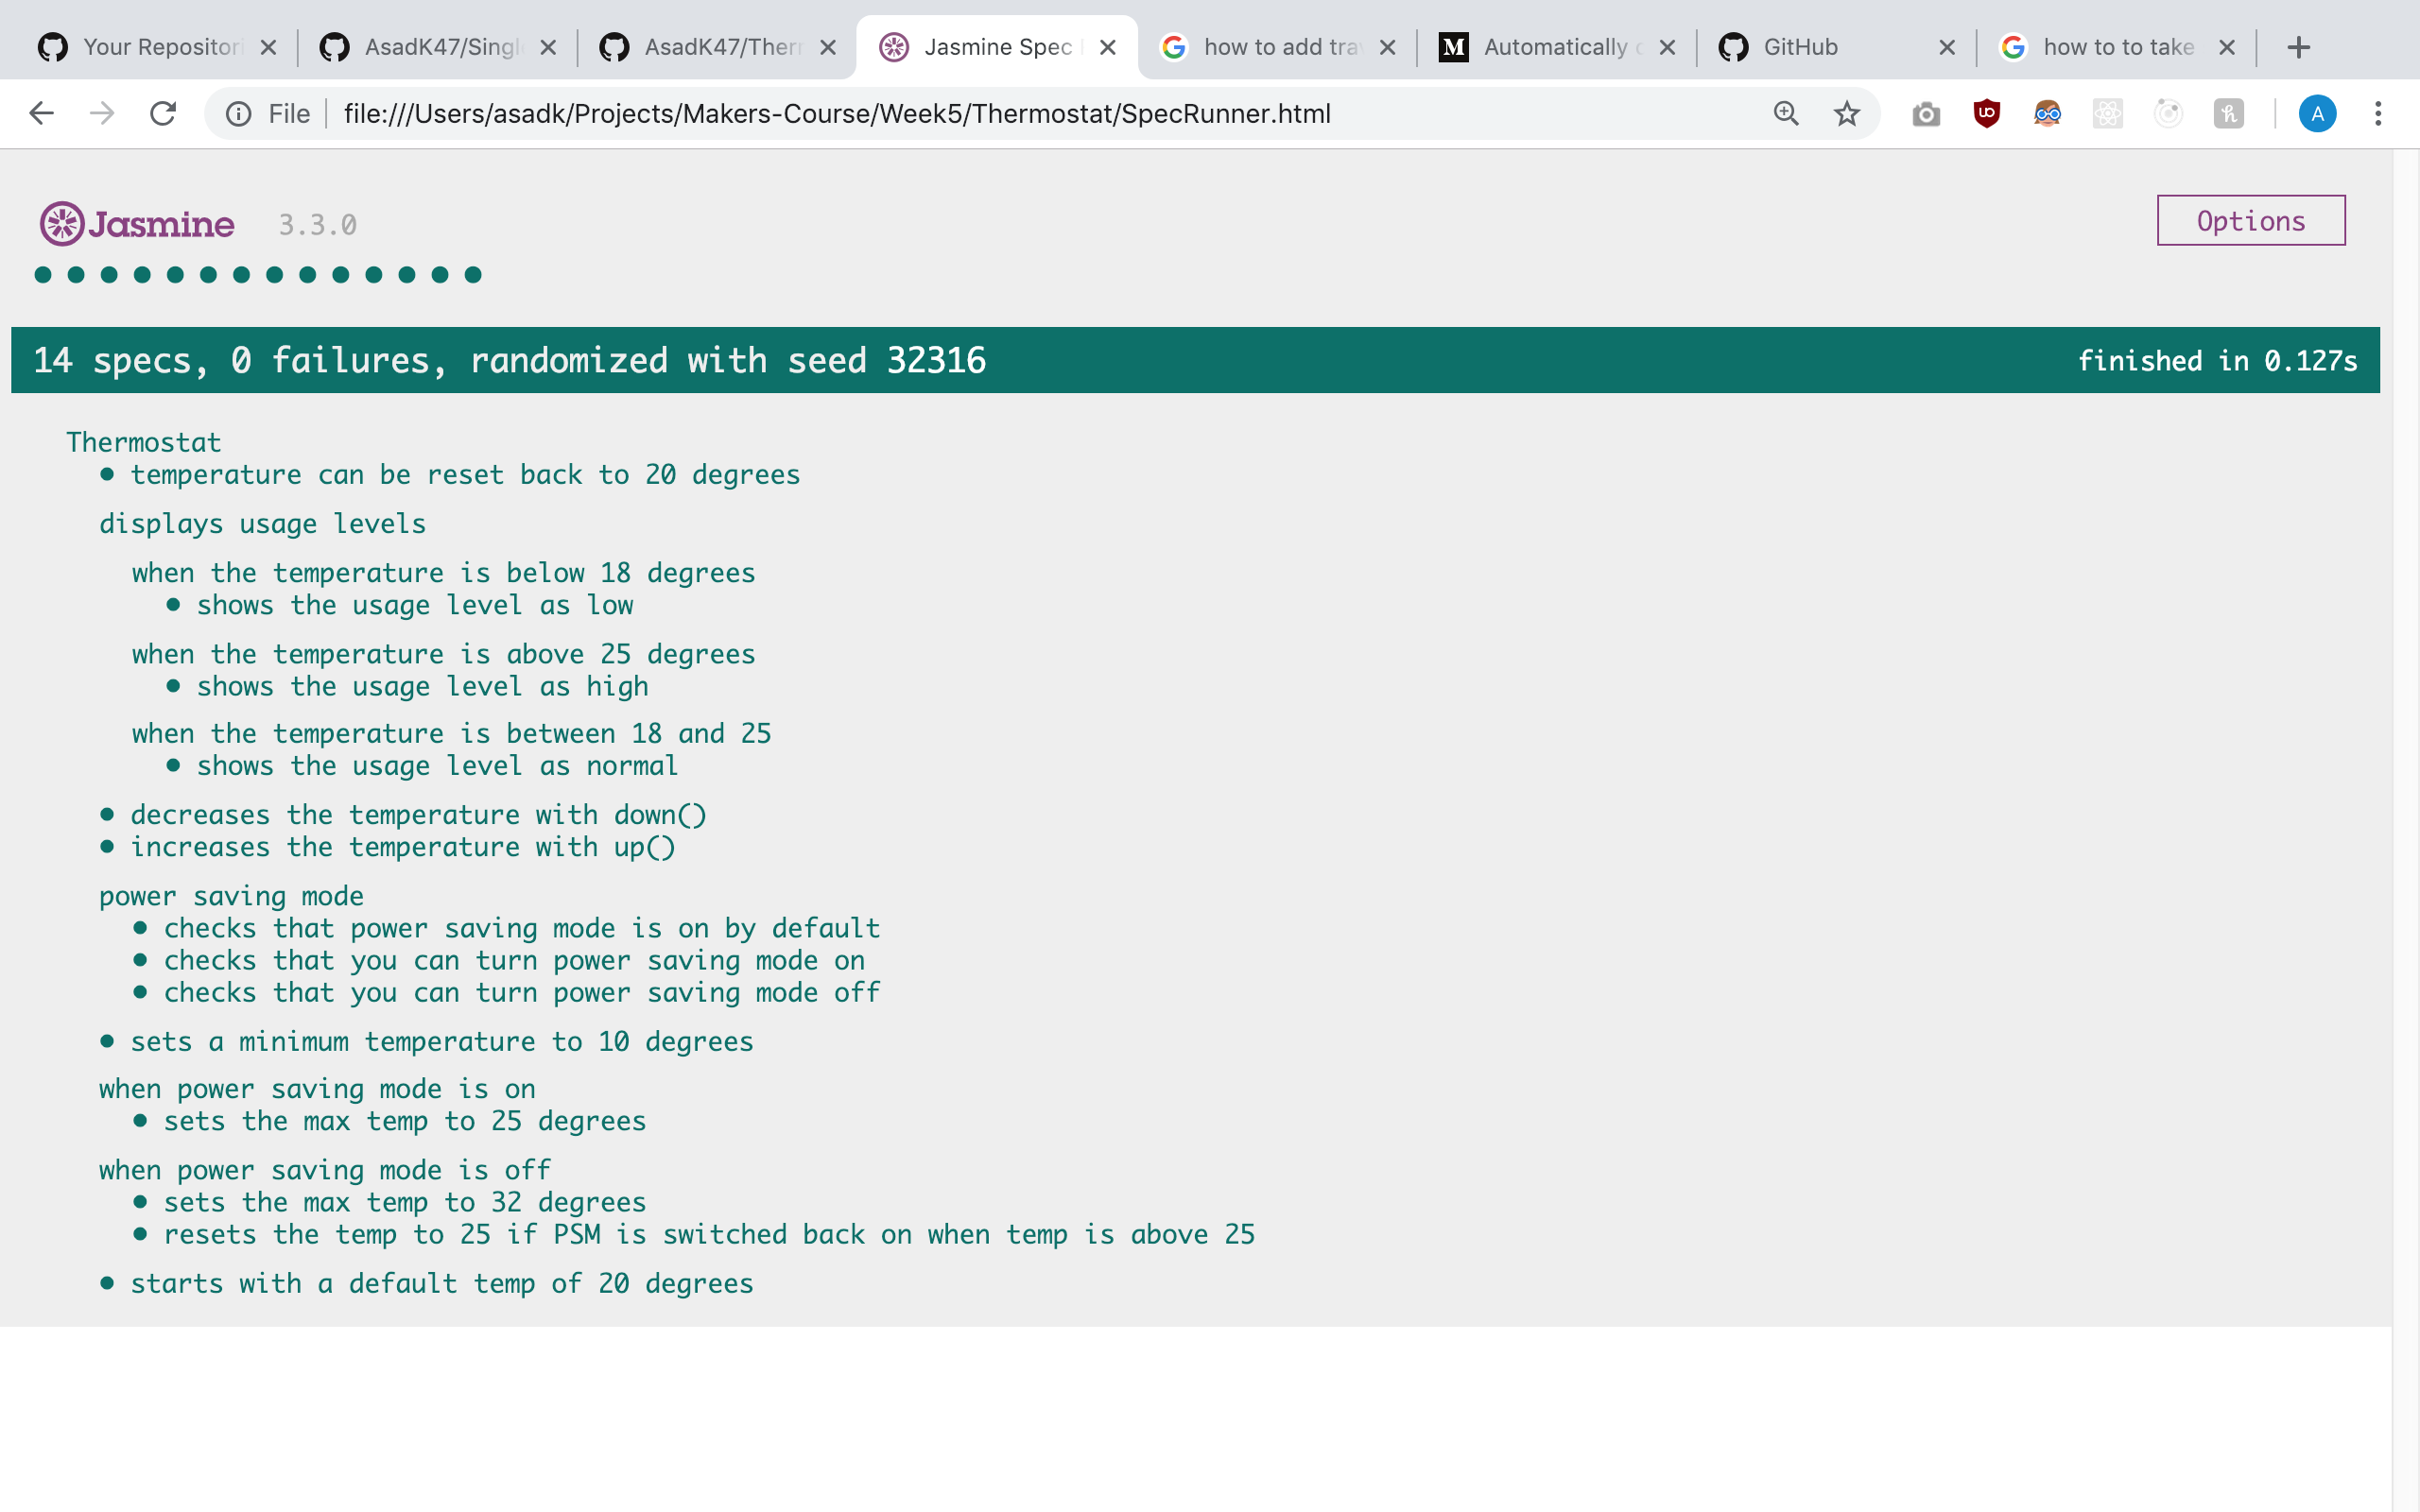 Your Repositori
AsadK47/Singl
AsadK47/Ther
Jasmine Spec
how to add tra
Automatically
GitHub
how to to take
File
file:///Users/asadk/Projects/Makers-Course/Week5/Thermostat/SpecRunner.html
A
Jasmine 3.3.0
Options
14 specs, 0 failures, randomized with seed 32316
finished in 0.127s
Thermostat
• temperature can be reset back to 20 degrees
displays usage levels
when the temperature is below 18 degrees
• shows the usage level as low
when the temperature is above 25 degrees
• shows the usage level as high
when the temperature is between 18 and 25
• shows the usage level as normal
• decreases the temperature with down()
• increases the temperature with up()
power saving mode
• checks that power saving mode is on by default
• checks that you can turn power saving mode on
• checks that you can turn power saving mode off
• sets a minimum temperature to 10 degrees
when power saving mode is on
• sets the max temp to 25 degrees
when power saving mode is off
• sets the max temp to 32 degrees
• resets the temp to 25 if PSM is switched back on when temp is above 25
• starts with a default temp of 20 degrees